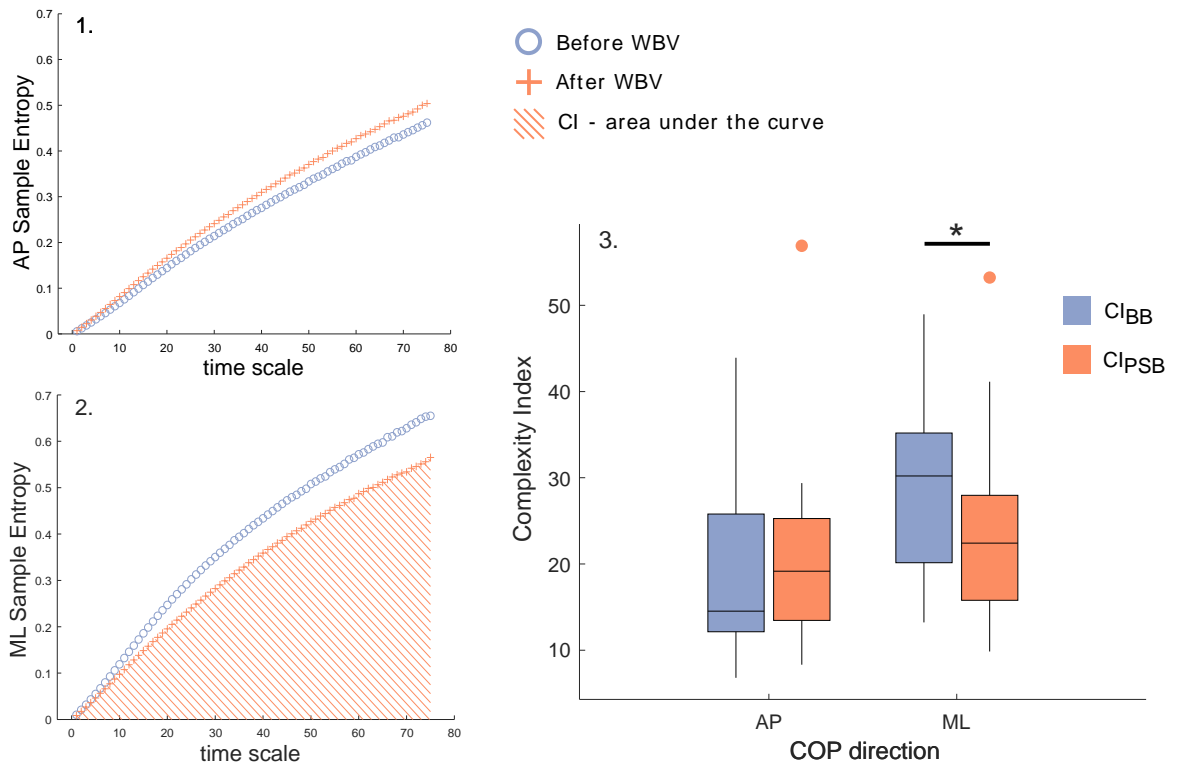 1.
0.7
0.6
0.5
0.4
0.3
0.2
0.1
0
AP Sample Entropy
0 10 20 30 40 50 60 70 80
time scale
Before WBV
After WBV
CI - area under the curve
2.
0.7
0.6
0.5
0.4
0.3
0.2
0.1
0
ML Sample Entropy
0 10 20 30 40 50 60 70 80
time scale
3.
*
50
40
30
20
10
Complexity Index
AP ML
COP direction
CIBB
CIPSB